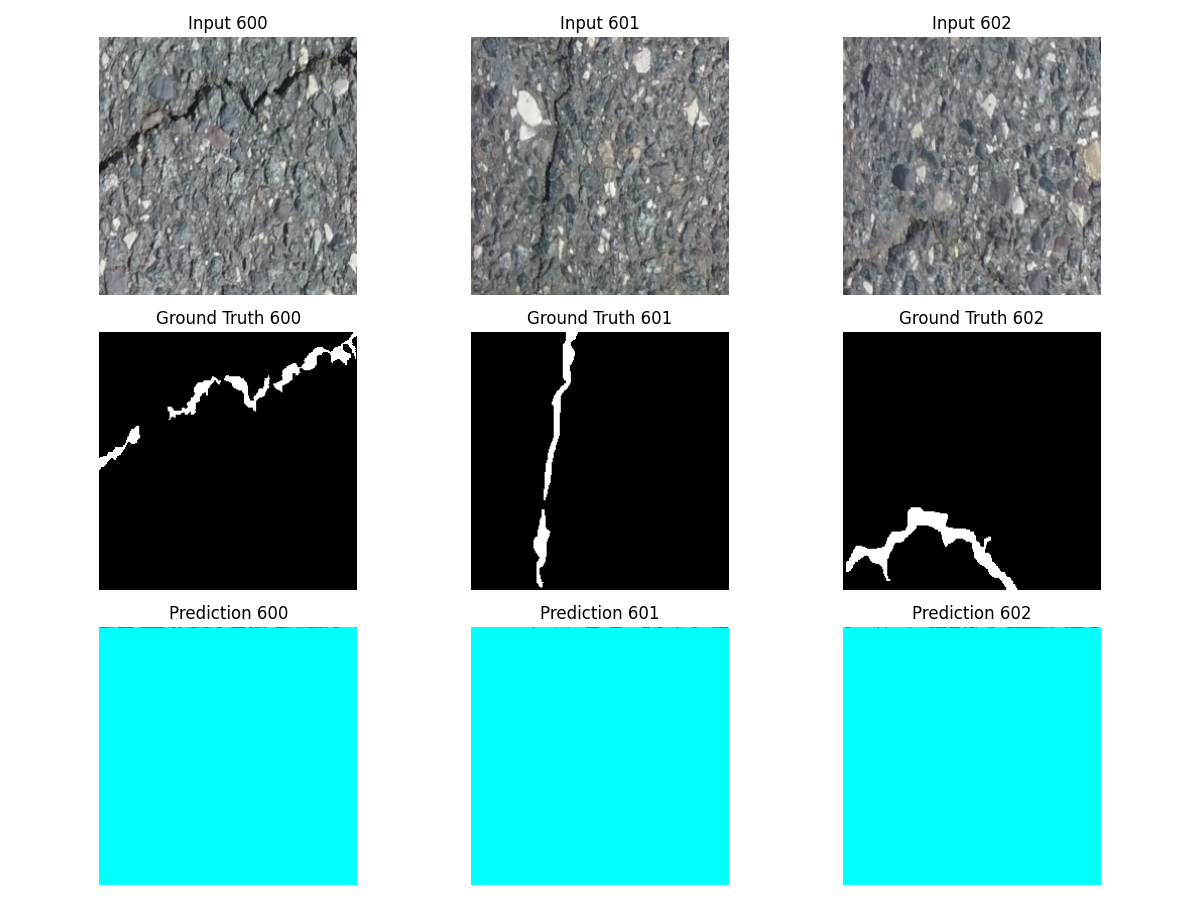 Input 600
Input 601
Input 602
Ground Truth 600
Ground Truth 601
Ground Truth 602
Prediction 600
Prediction 601
Prediction 602